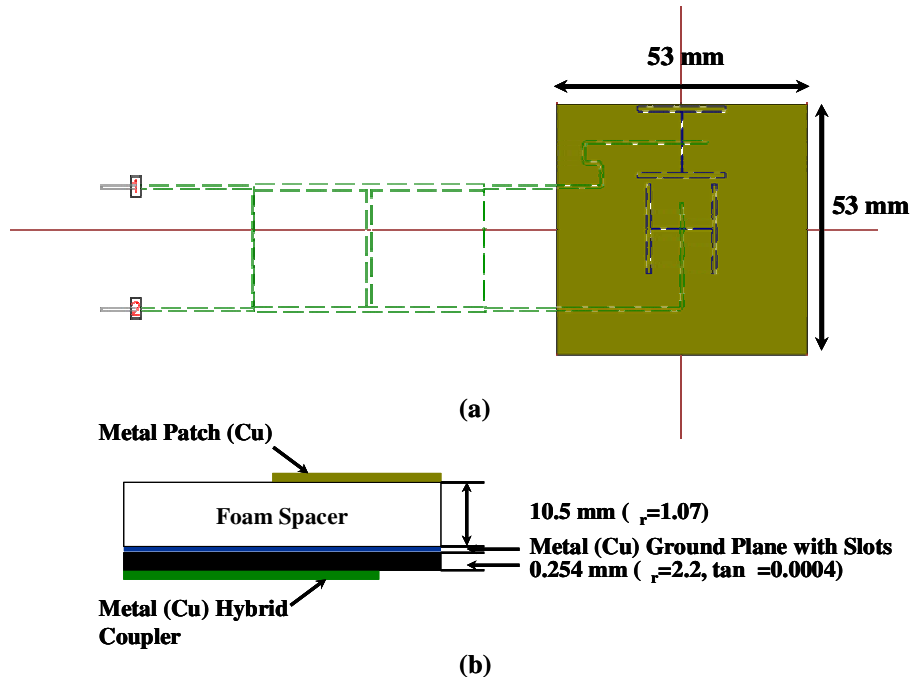 53 mm
53 mm
1
2
(a)
Metal Patch (Cu)
Foam Spacer
10.5 mm ( r=1.07)
Metal (Cu) Ground Plane with Slots
0.254 mm ( r=2.2, tan =0.0004)
Metal (Cu) Hybrid
Coupler
(b)